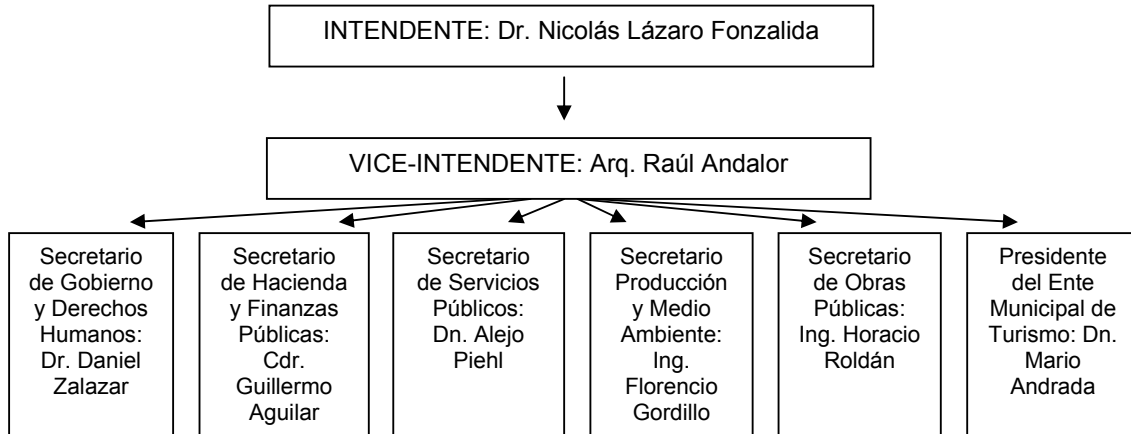 INTENDENTE: Dr. Nicolás Lázaro Fonzalida
VICE-INTENDENTE: Arq. Raúl Andalor
Secretario
de Gobierno
y Derechos
Humanos:
Dr. Daniel
Zalazar
Secretario
de Hacienda
y Finanzas
Públicas:
Cdr.
Guillermo
Aguilar
Secretario
de Servicios
Públicos:
Dn. Alejo
Piehl
Secretario
Producción
y Medio
Ambiente:
Ing.
Florencio
Gordillo
Secretario
de Obras
Públicas:
Ing. Horacio
Roldán
Presidente
del Ente
Municipal de
Turismo: Dn.
Mario
Andrada